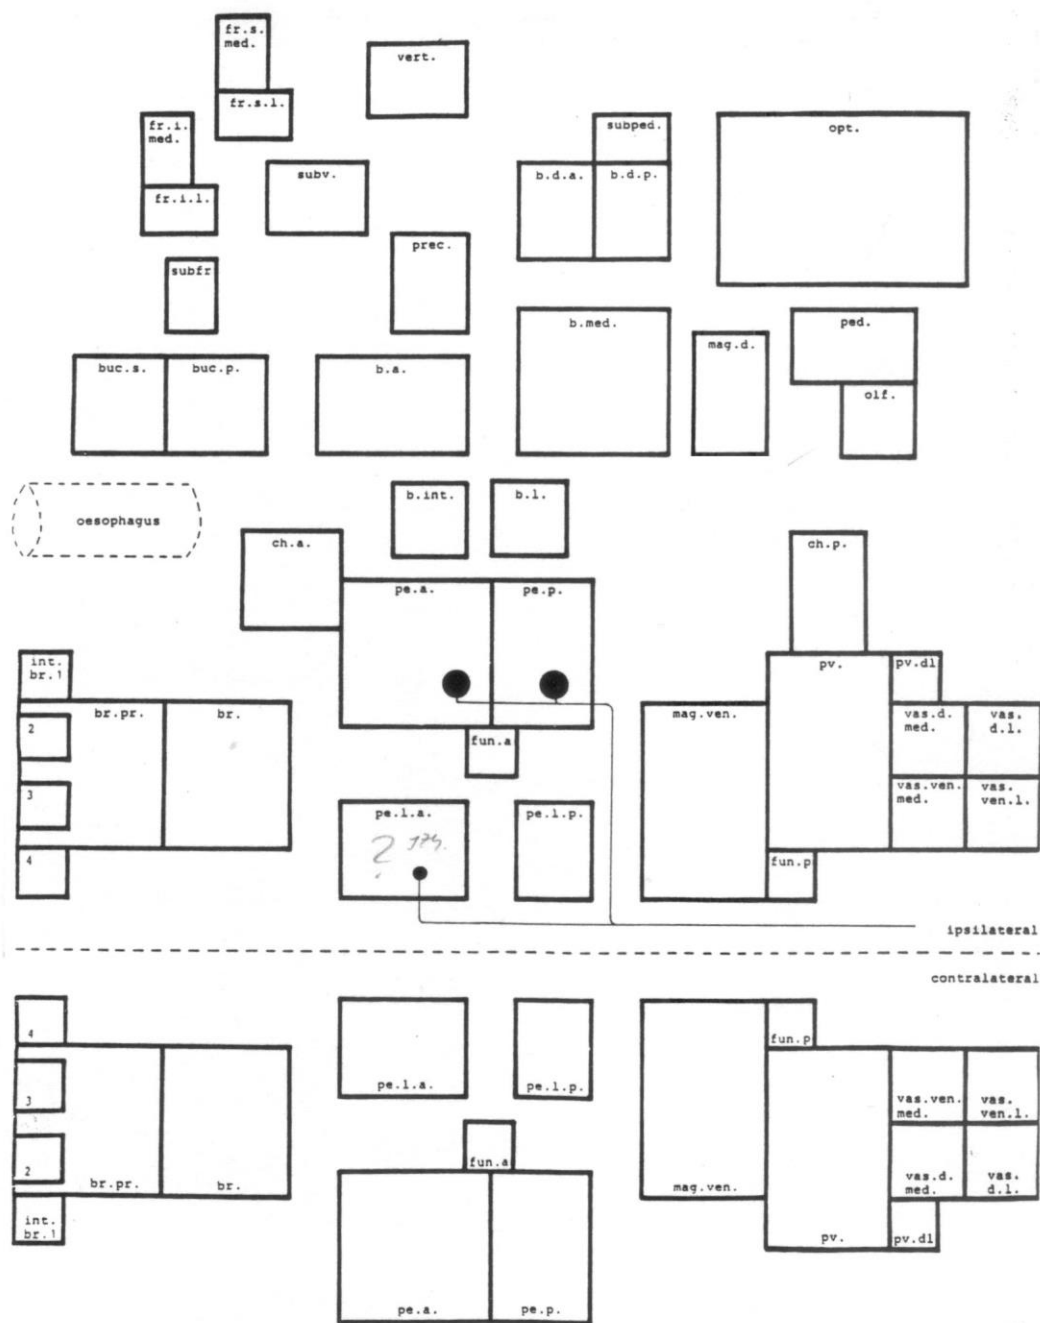 fr.s.
med.
vert.
fr.s.l.
fr.i.
med.
subped.
opt.
subv.
b.d.a.
b.d.p.
fr.i.l.
prec.
subfr
b.med.
ped.
mag.d.
buc.s.
buc.p.
b.a.
olf.
b.int.
b.l.
oesophagus
ch.a.
ch.p.
pe.a.
pe.p.
int.
br.1
pv.
pv.dl
br.pr.
br.
mag.ven.
vas.d.
med.
vas.
d.l.
2
fun.a
vas.ven.
med.
vas.
ven.l.
3
pe.l.a.
pe.l.p.
?
4
fun.p
ipsilateral
contralateral
4
fun.p
3
pe.l.a.
pe.l.p.
vas.ven.
med.
vas.
ven.l.
2
fun.a
br.pr.
br.
mag.ven.
vas.d.
med.
vas.
d.l.
int.
br.1
pv.
pv.dl
pe.a.
pe.p.